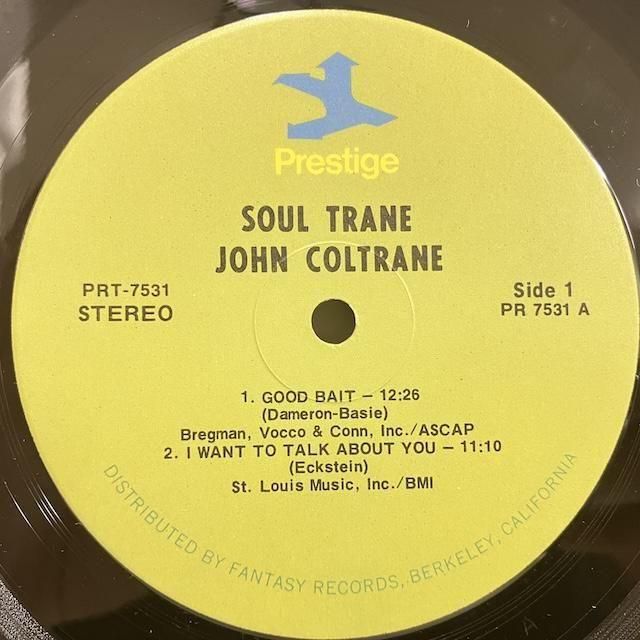 Prestige
SOUL TRANE
JOHN COLTRANE
PRT-7531
STEREO
Side 1
PR 7531 A
1. GOOD BAIT – 12:26
(Dameron-Basie)
Bregman, Vocco & Conn, Inc./ASCAP
2. I WANT TO TALK ABOUT YOU – 11:10
(Eckstein)
St. Louis Music, Inc./BMI
DISTRIBUTED BY FANTASY RECORDS, BERKELEY, CALIFORNIA
A